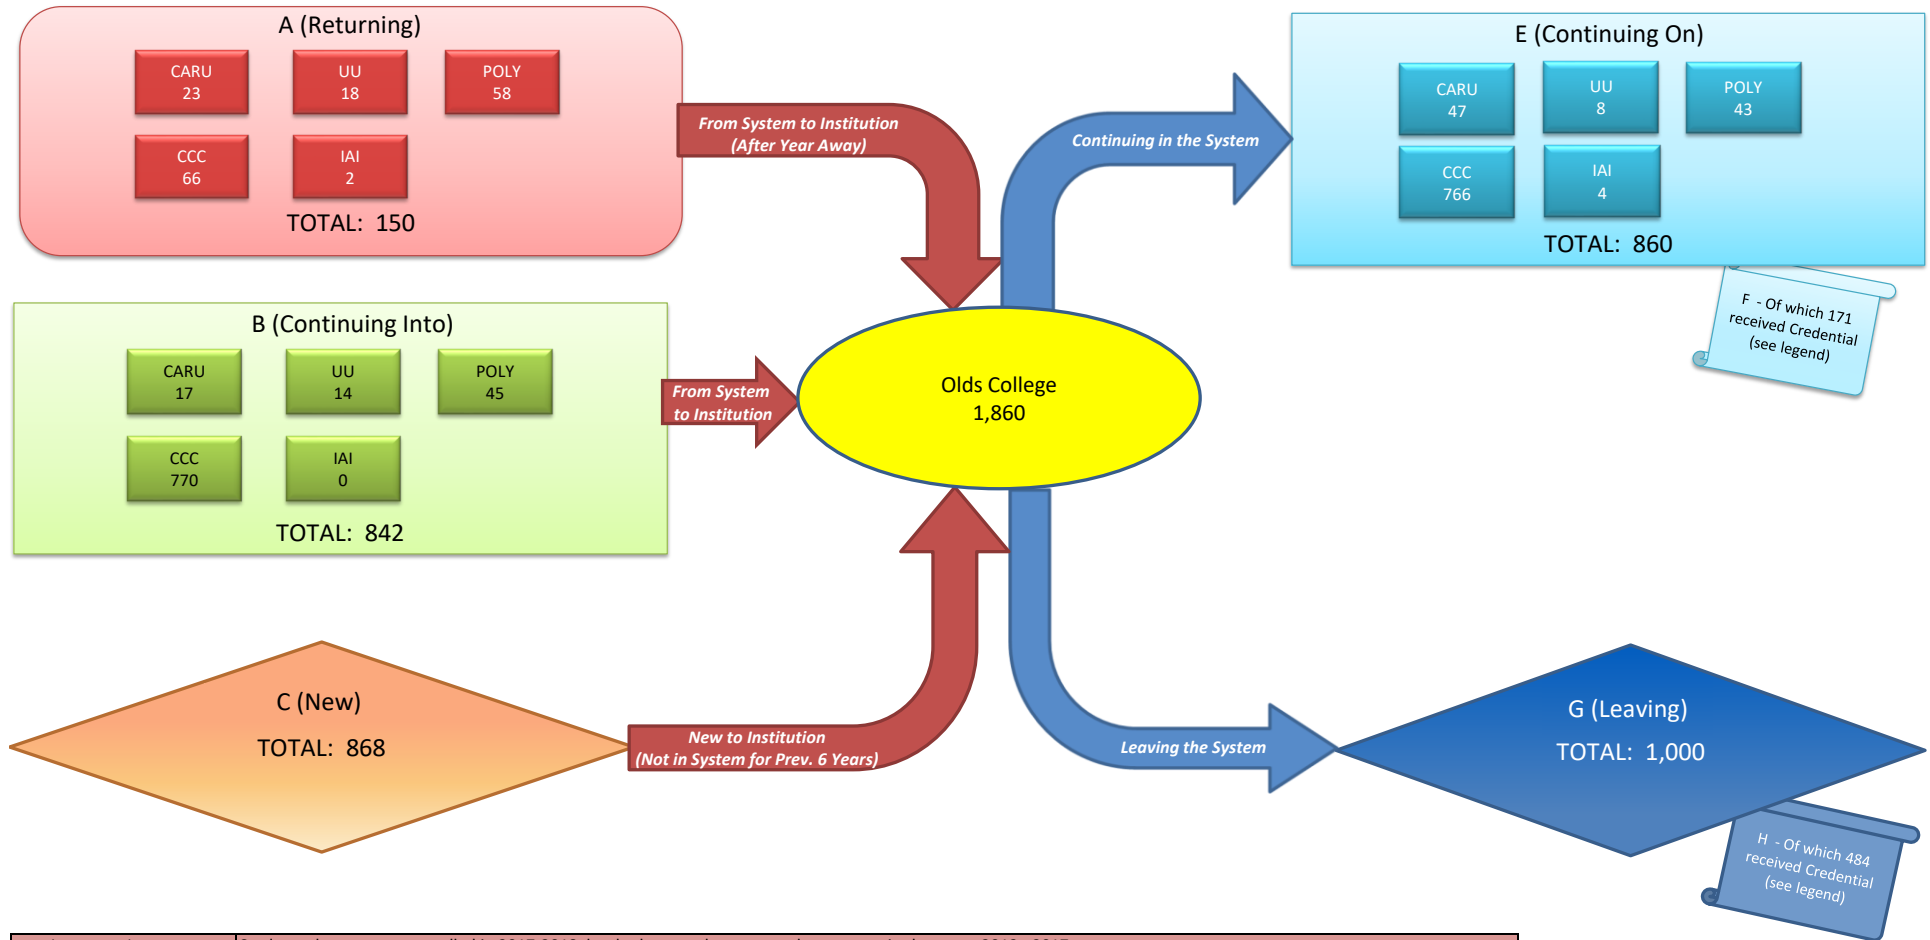 A (Returning)
CARU
23
UU
18
POLY
58
CCC
66
IAI
2
TOTAL: 150
From System to Institution
(After Year Away)
B (Continuing Into)
CARU
17
UU
14
POLY
45
CCC
770
IAI
0
TOTAL: 842
From System
to Institution
C (New)
TOTAL: 868
New to Institution
(Not in System for Prev. 6 Years)
Olds College
1,860
Continuing in the System
E (Continuing On)
CARU
47
UU
8
POLY
43
CCC
766
IAI
4
TOTAL: 860
F - Of which 171
received Credential
(see legend)
Leaving the System
G (Leaving)
TOTAL: 1,000
H - Of which 484
received Credential
(see legend)